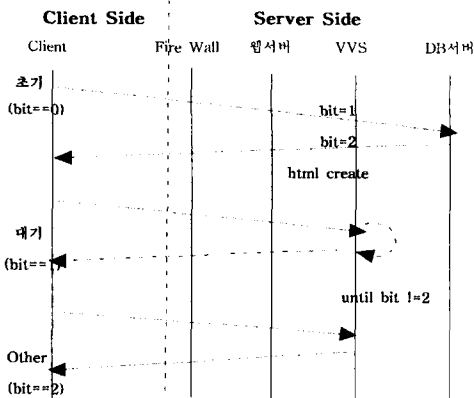 Client Side Server Side
Client Fire Wall 웹서버 VVS DB서버
초기
(bit==0)
bit=1
bit=2
html create
대기
(bit==
until bit !=2
Other
(bit==2)